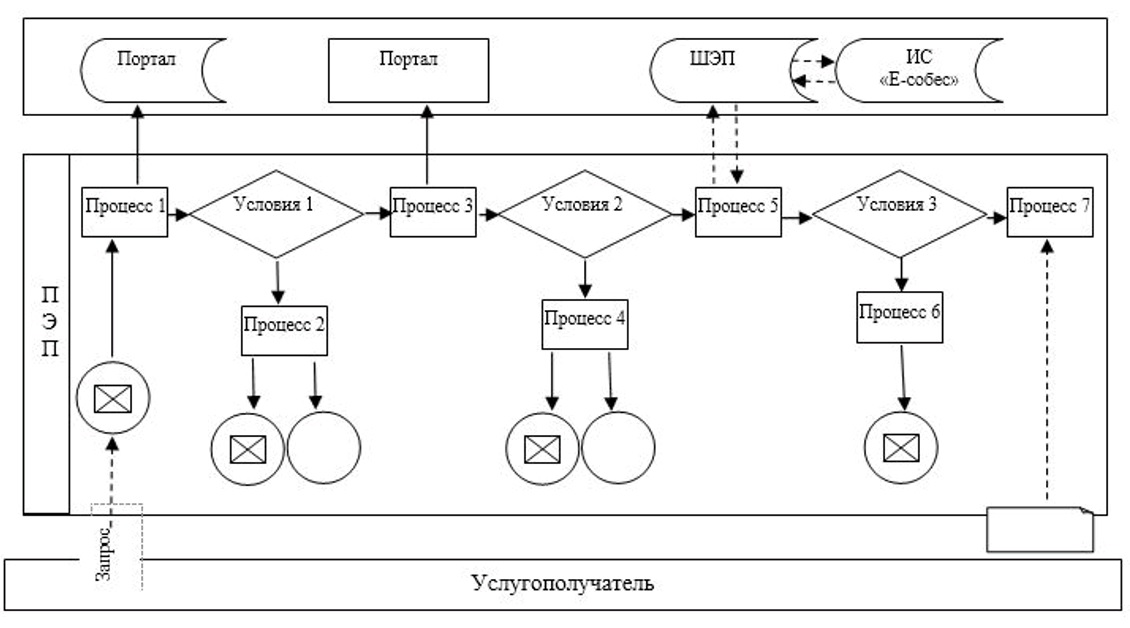 Портал
Портал
ШЭП
ИС
«Е-собес»
Процесс 1
Условия 1
Процесс 3
Условия 2
Процесс 5
Условия 3
Процесс 7
П
Э
П
Процесс 2
Процесс 4
Процесс 6
Запрос
Услугополучатель